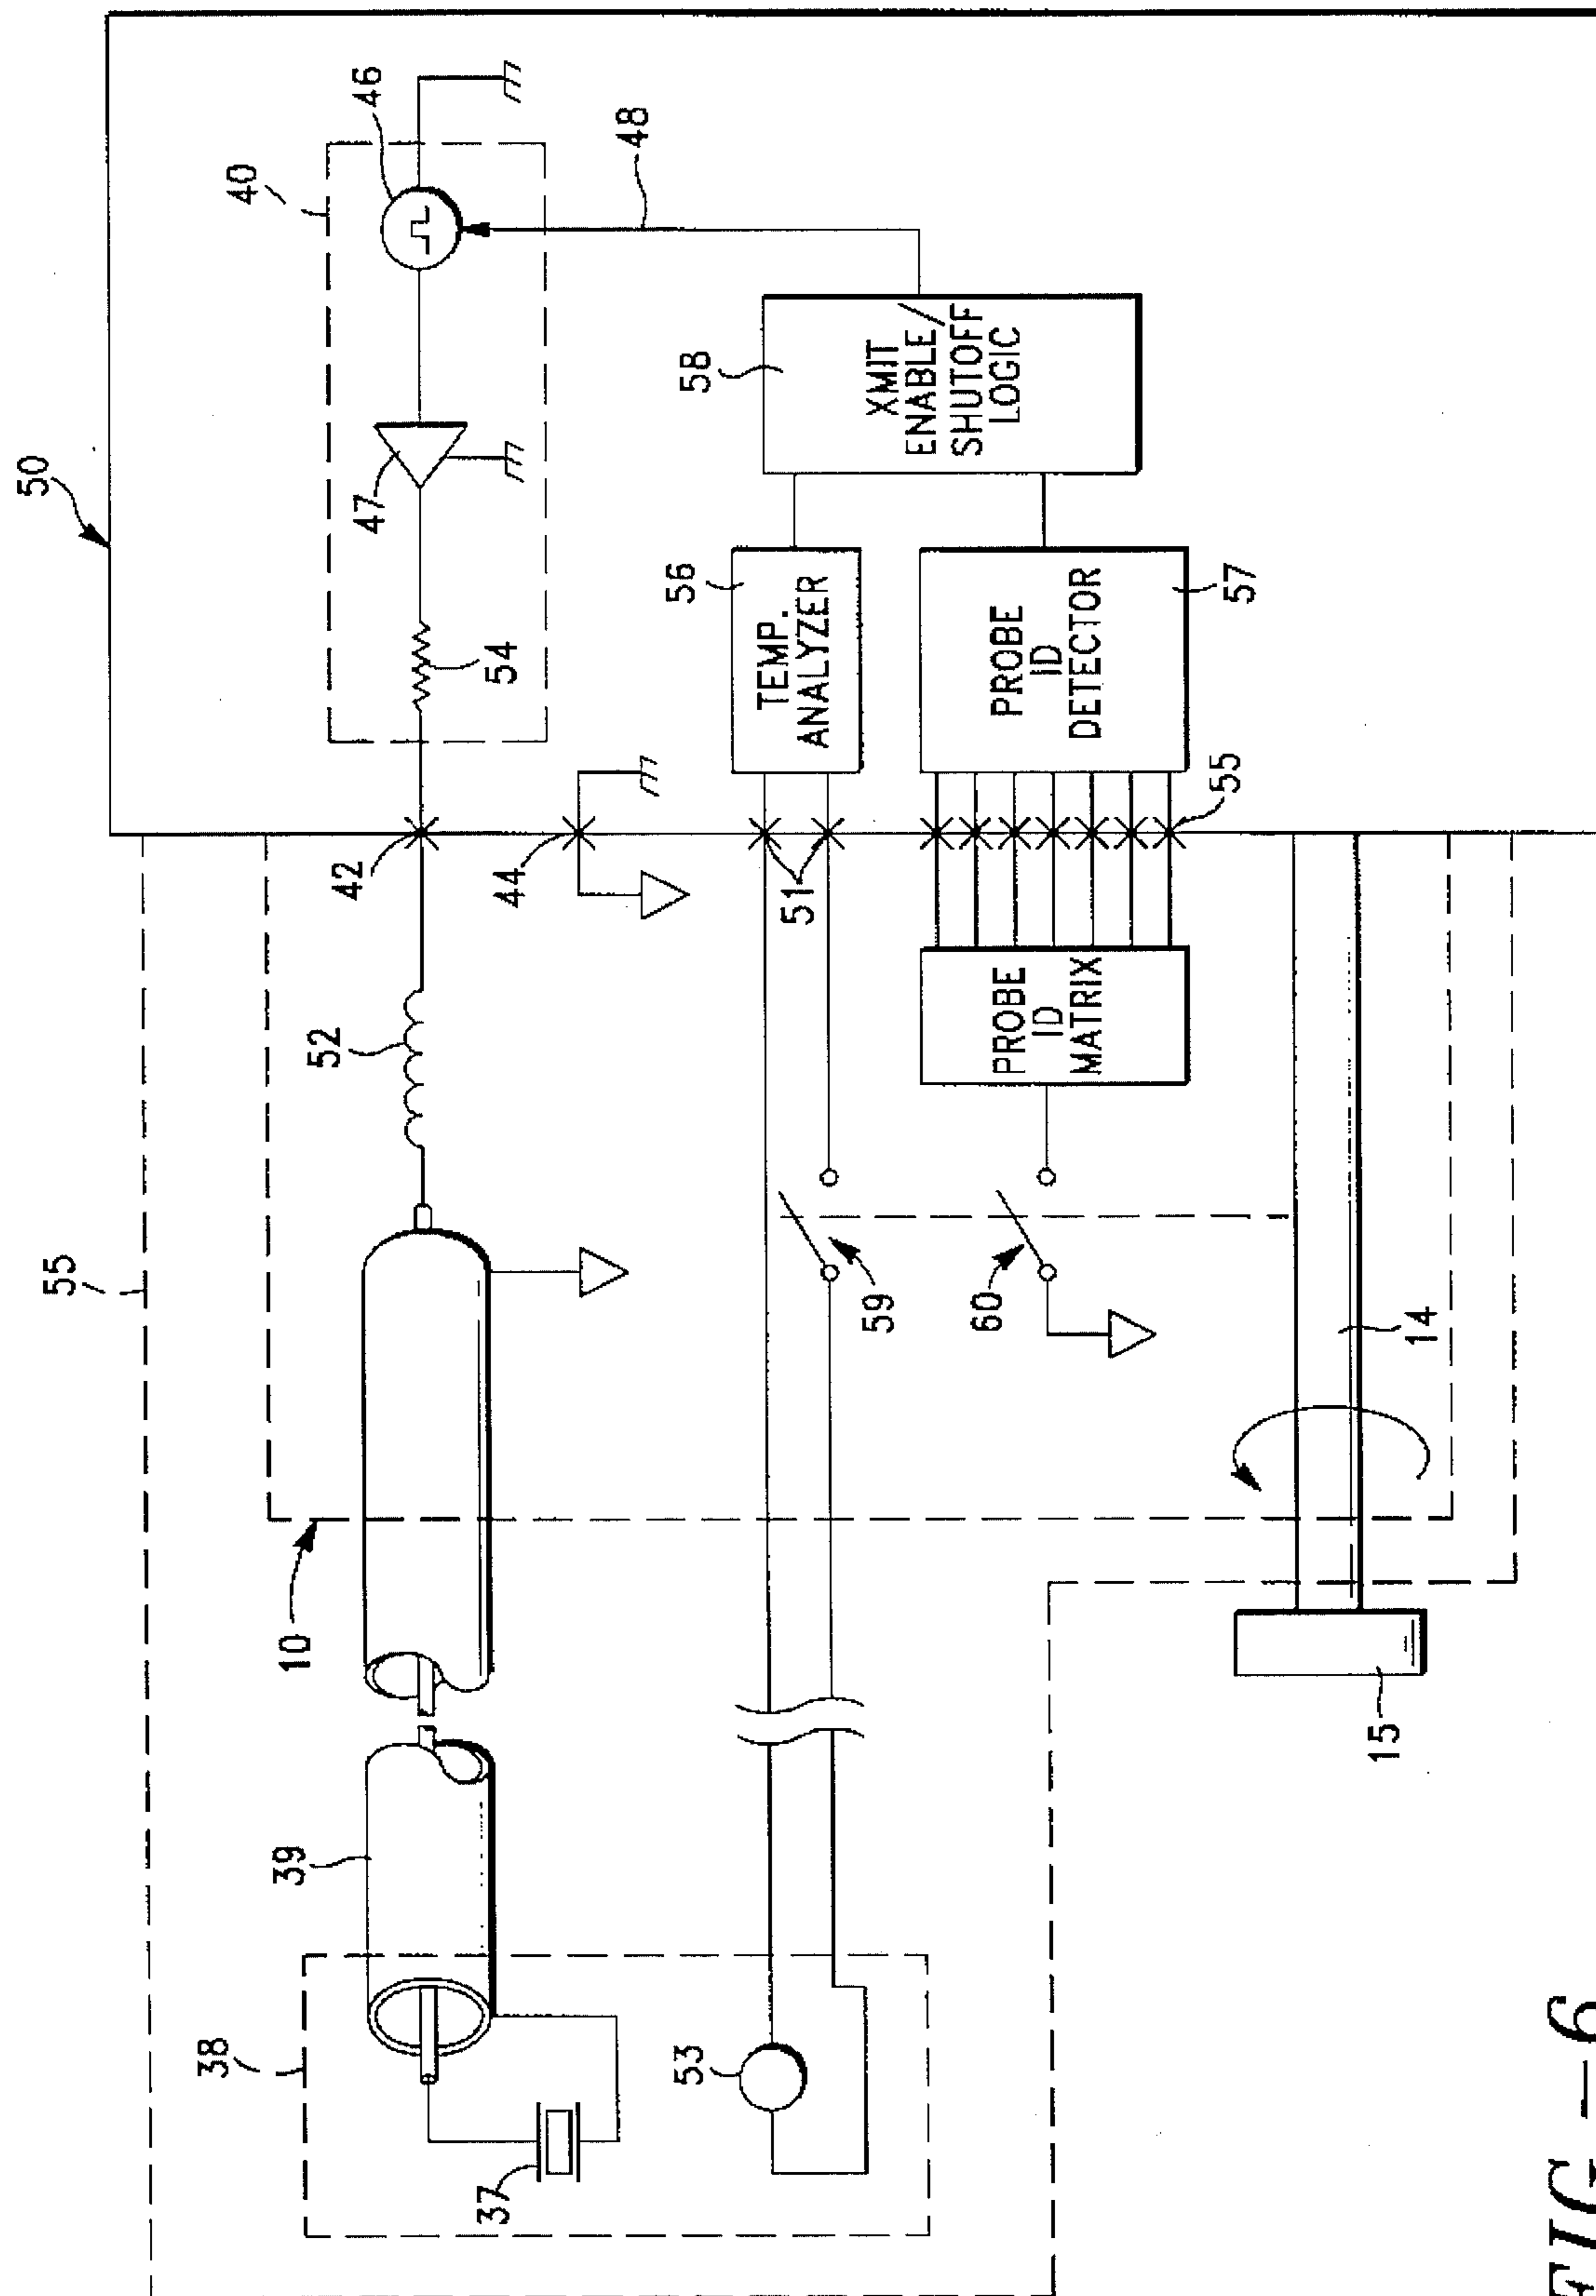 50
40
46
47
54
48
42
44
52
55
10
39
38
37
53
51
56
TEMP.
ANALYZER
58
XMIT
ENABLE /
SHUTOFF
LOGIC
57
PROBE
ID
DETECTOR
55
PROBE
ID
MATRIX
59
60
14
15
FIG-6